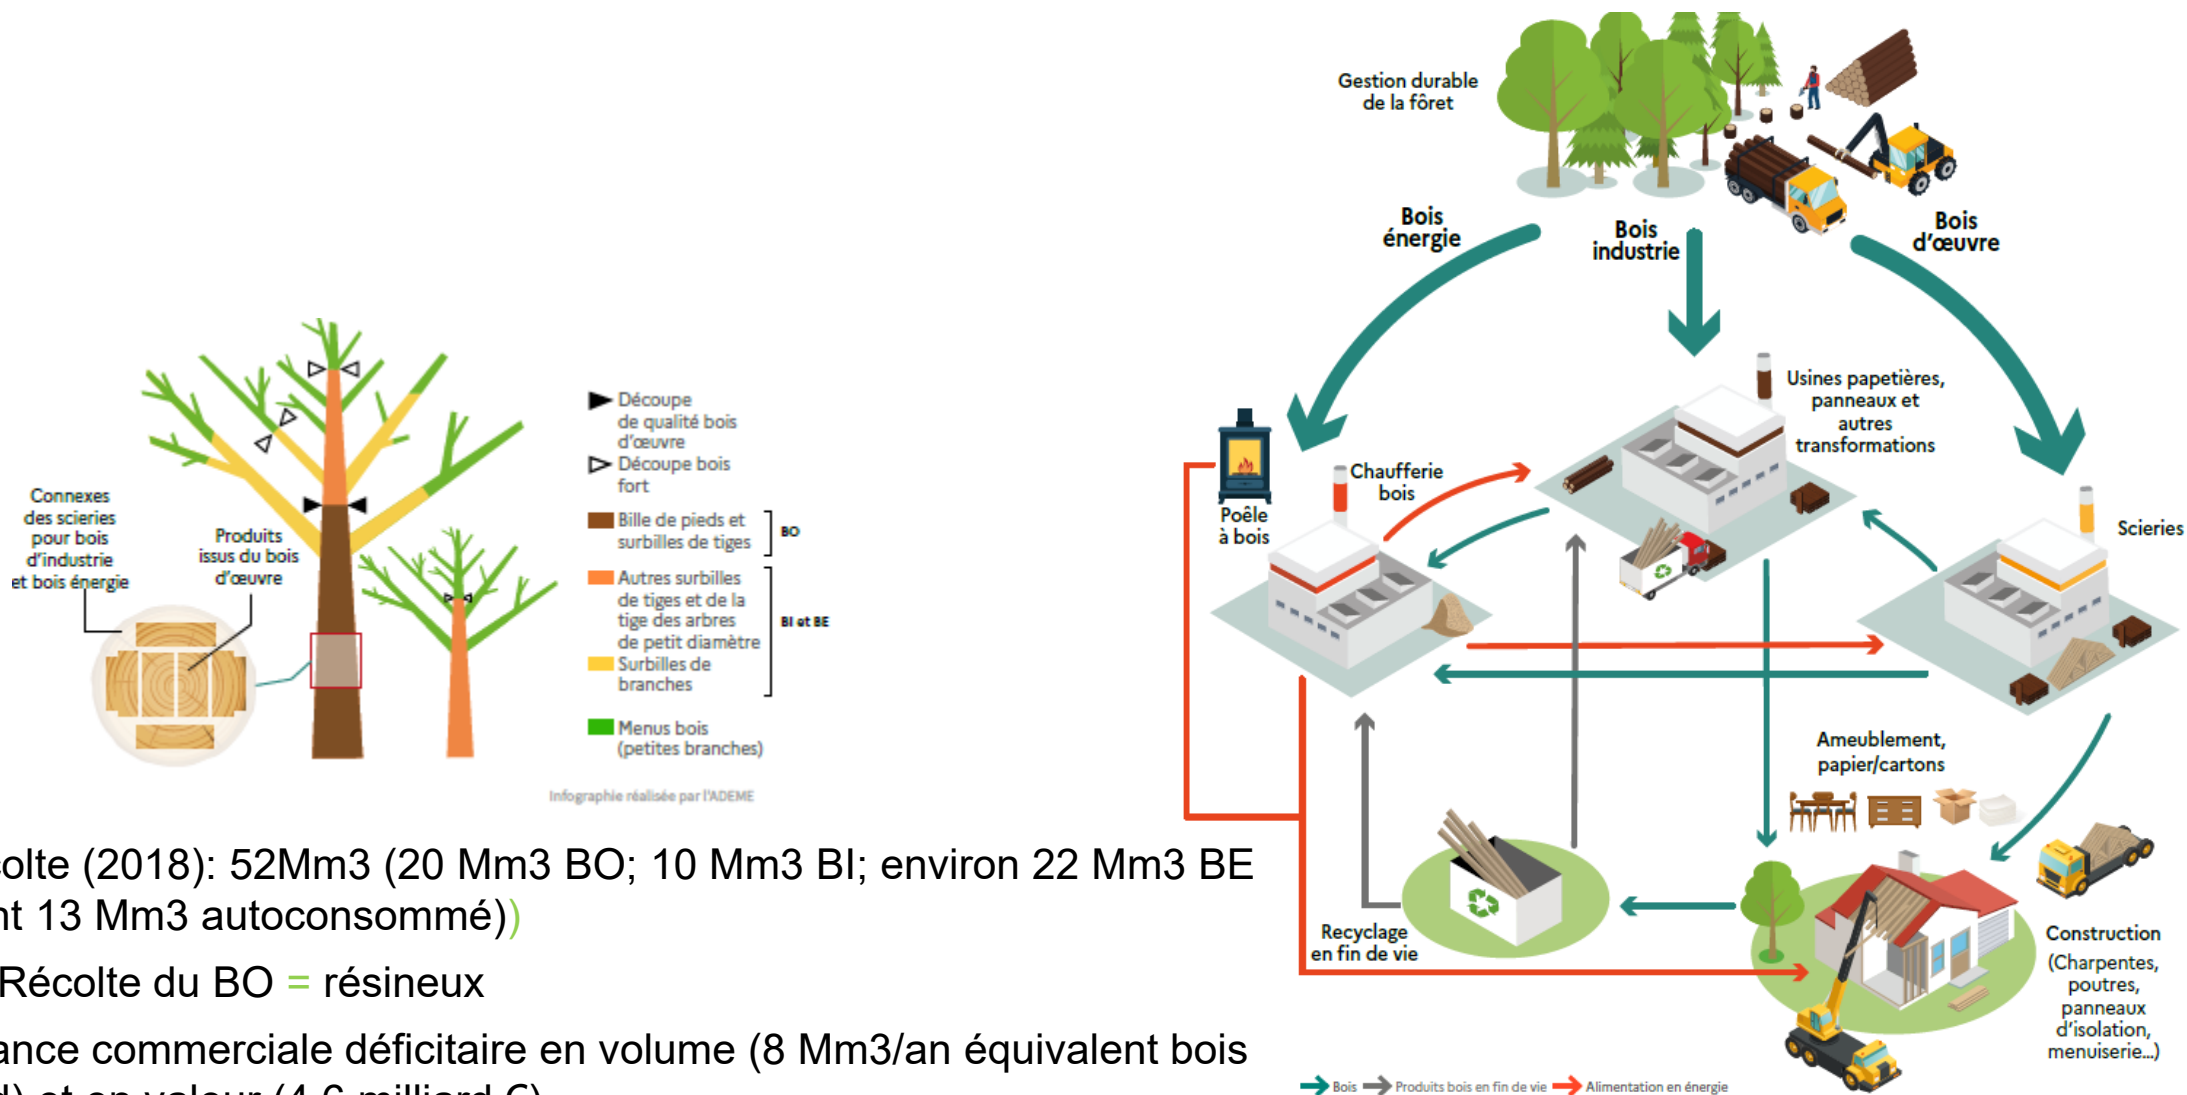 Gestion durable
de la fôret
Bois
énergie
Bois
industrie
Bois
d'œuvre
Usines papetières,
panneaux et
autres
transformations
Chaufferie
bois
Poêle
à bois
Scieries
Ameublement,
papier/cartons
Recyclage
en fin de vie
Construction
(Charpentes,
poutres,
panneaux
d'isolation,
menuiserie...)
Bois
Produits bois en fin de vie
Alimentation en énergie
Connexes
des scieries
pour bois
d'industrie
et bois énergie
Produits
issus du bois
d'œuvre
Découpe
de qualité bois
d'œuvre
Découpe bois
fort
Bille de pieds et
surbilles de tiges
BO
Autres surbilles
de tiges et de la
tige des arbres
de petit diamètre
Surbilles de
branches
BI et BE
Menus bois
(petites branches)
Infographie réalisée par l'ADEME
colte (2018): 52Mm3 (20 Mm3 BO; 10 Mm3 BI; environ 22 Mm3 BE
nt 13 Mm3 autoconsommé))
Récolte du BO = résineux
ance commerciale déficitaire en volume (8 Mm3/an équivalent bois
et en valeur (4,6 milliard €)